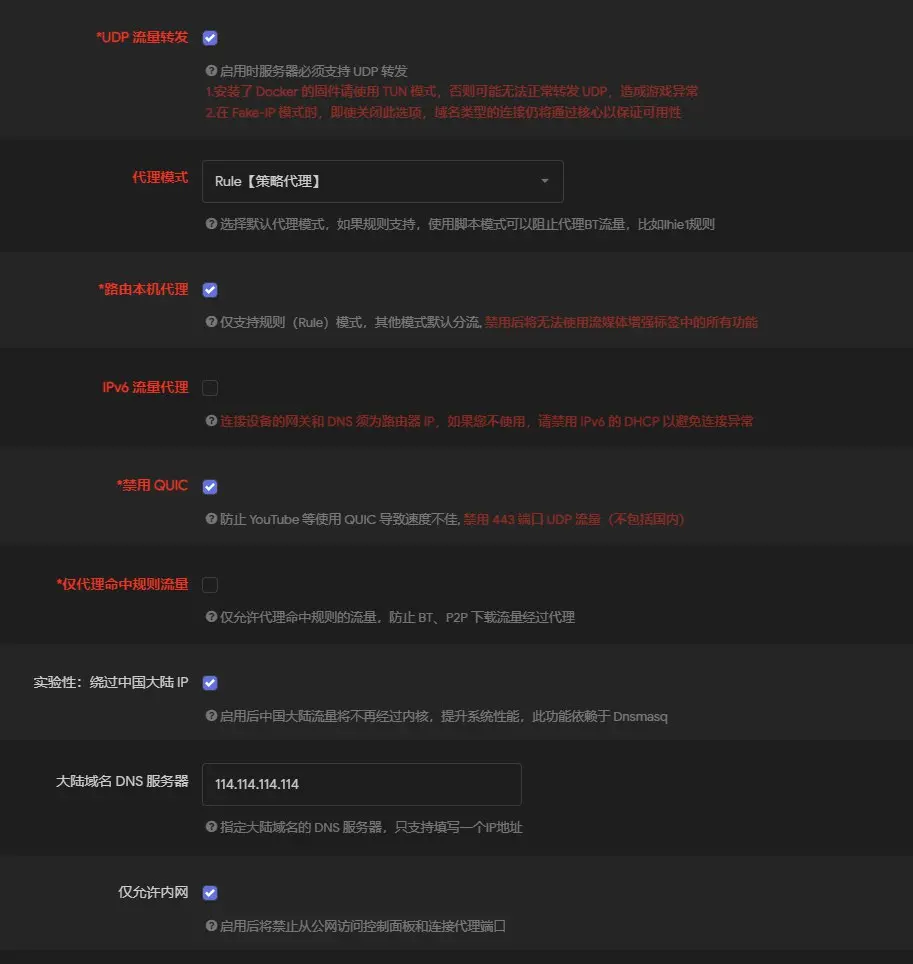 *UDP 流量转发
启用时服务器必须支持 UDP 转发
1.安装了 Docker 的固件请使用 TUN 模式，否则可能无法正常转发 UDP，造成游戏异常
2.在 Fake-IP 模式时，即使关闭此选项，域名类型的连接仍将通过核心以保证可用性
代理模式
Rule【策略代理】
选择默认代理模式，如果规则支持，使用脚本模式可以阻止代理BT流量，比如lhie1规则
*路由本机代理
仅支持规则（Rule）模式，其他模式默认分流,禁用后将无法使用流媒体增强标签中的所有功能
IPv6 流量代理
连接设备的网关和 DNS 须为路由器 IP，如果您不使用，请禁用 IPv6 的 DHCP 以避免连接异常
*禁用 QUIC
防止 YouTube 等使用 QUIC 导致速度不佳,禁用 443 端口 UDP 流量（不包括国内）
*仅代理命中规则流量
仅允许代理命中规则的流量，防止 BT、P2P 下载流量经过代理
实验性：绕过中国大陆 IP
启用后中国大陆流量将不再经过内核，提升系统性能，此功能依赖于 Dnsmasq
大陆域名 DNS 服务器
114.114.114.114
指定大陆域名的 DNS 服务器，只支持填写一个IP地址
仅允许内网
启用后将禁止从公网访问控制面板和连接代理端口